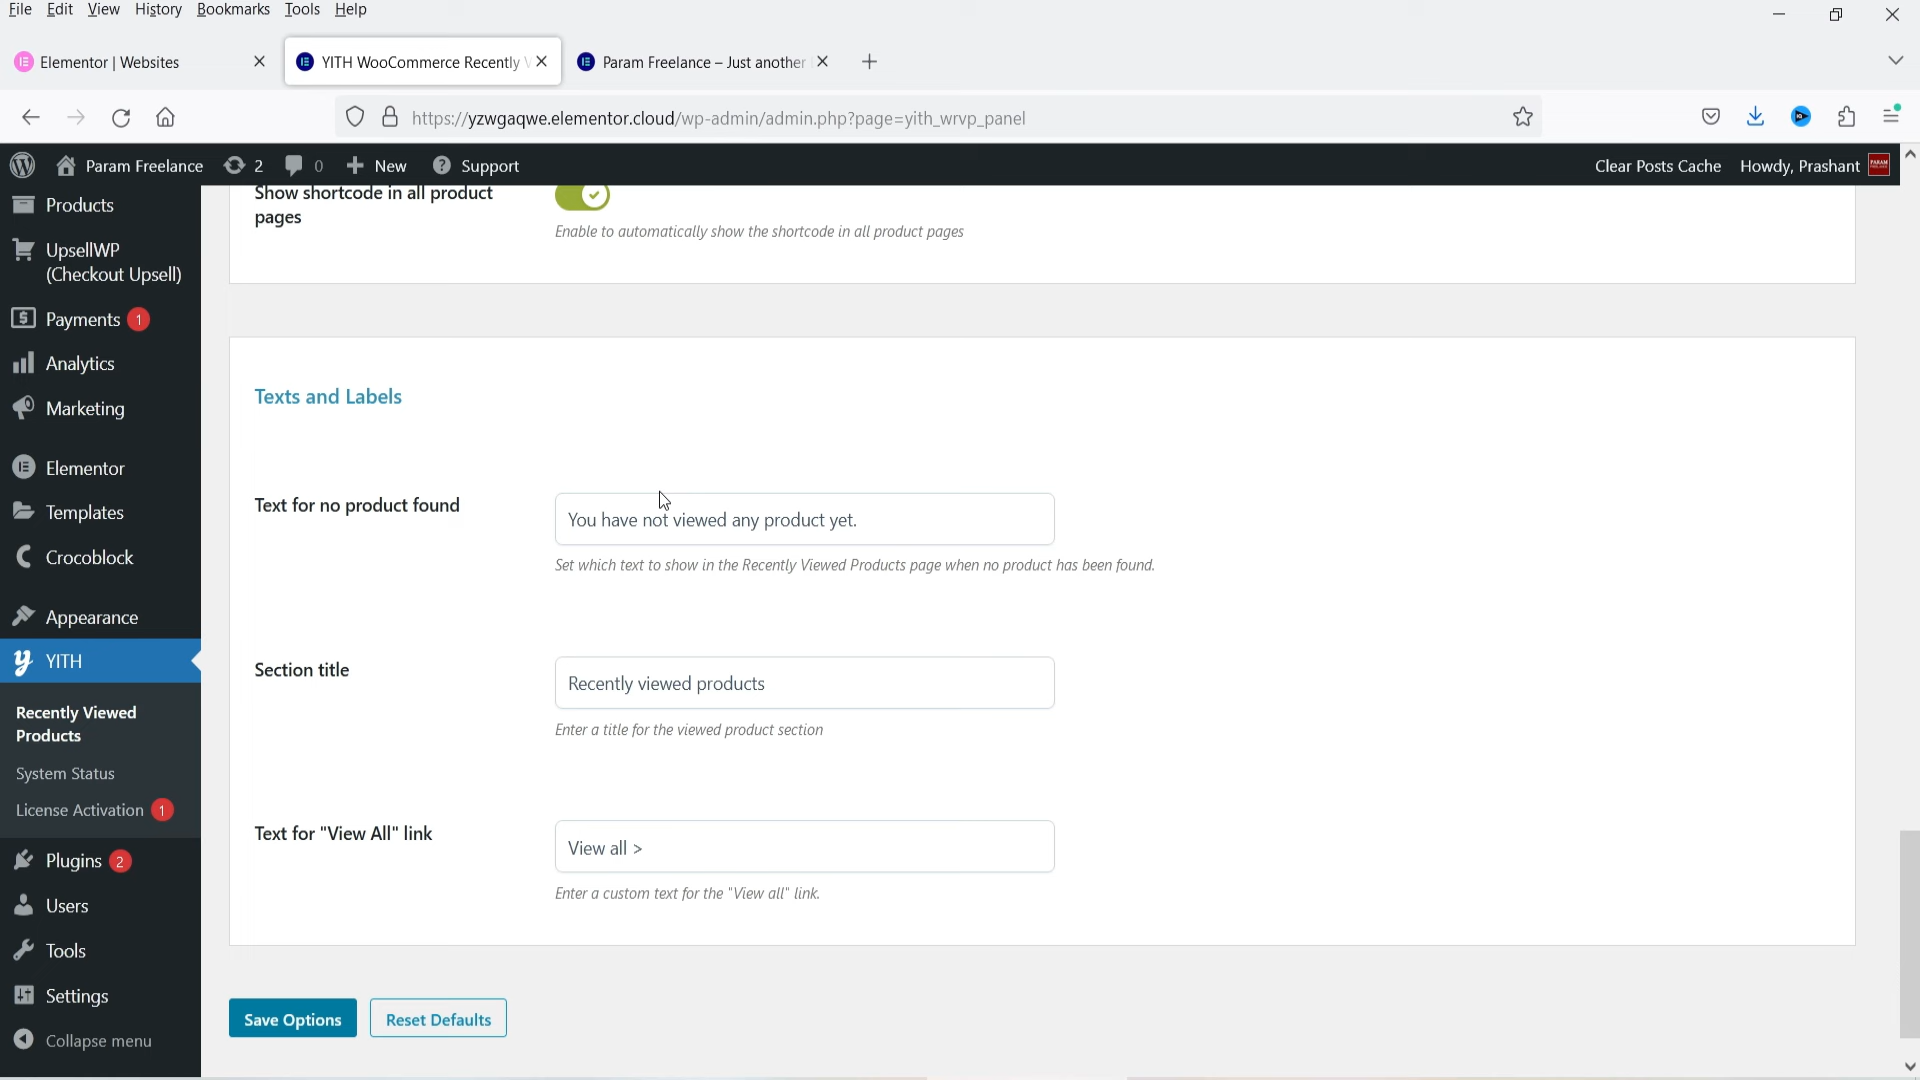 File Edit View History Bookmarks Tools Help
Elementor | Websites
YITH WooCommerce Recently
Param Freelance – Just another
https://yzwgaqwe.elementor.cloud/wp-admin/admin.php?page=yith_wrvp_panel
Param Freelance 2 0 New Support
Clear Posts Cache Howdy, Prashant
Products
UpsellWP
(Checkout Upsell)
Payments 1
Analytics
Marketing
Elementor
Templates
Crocoblock
Appearance
YITH
Recently Viewed
Products
System Status
License Activation 1
Plugins 2
Users
Tools
Settings
Collapse menu
Show shortcode in all product
pages
Enable to automatically show the shortcode in all product pages
Texts and Labels
Text for no product found
You have not viewed any product yet.
Set which text to show in the Recently Viewed Products page when no product has been found.
Section title
Recently viewed products
Enter a title for the viewed product section
Text for "View All" link
View all >
Enter a custom text for the "View all" link.
Save Options
Reset Defaults